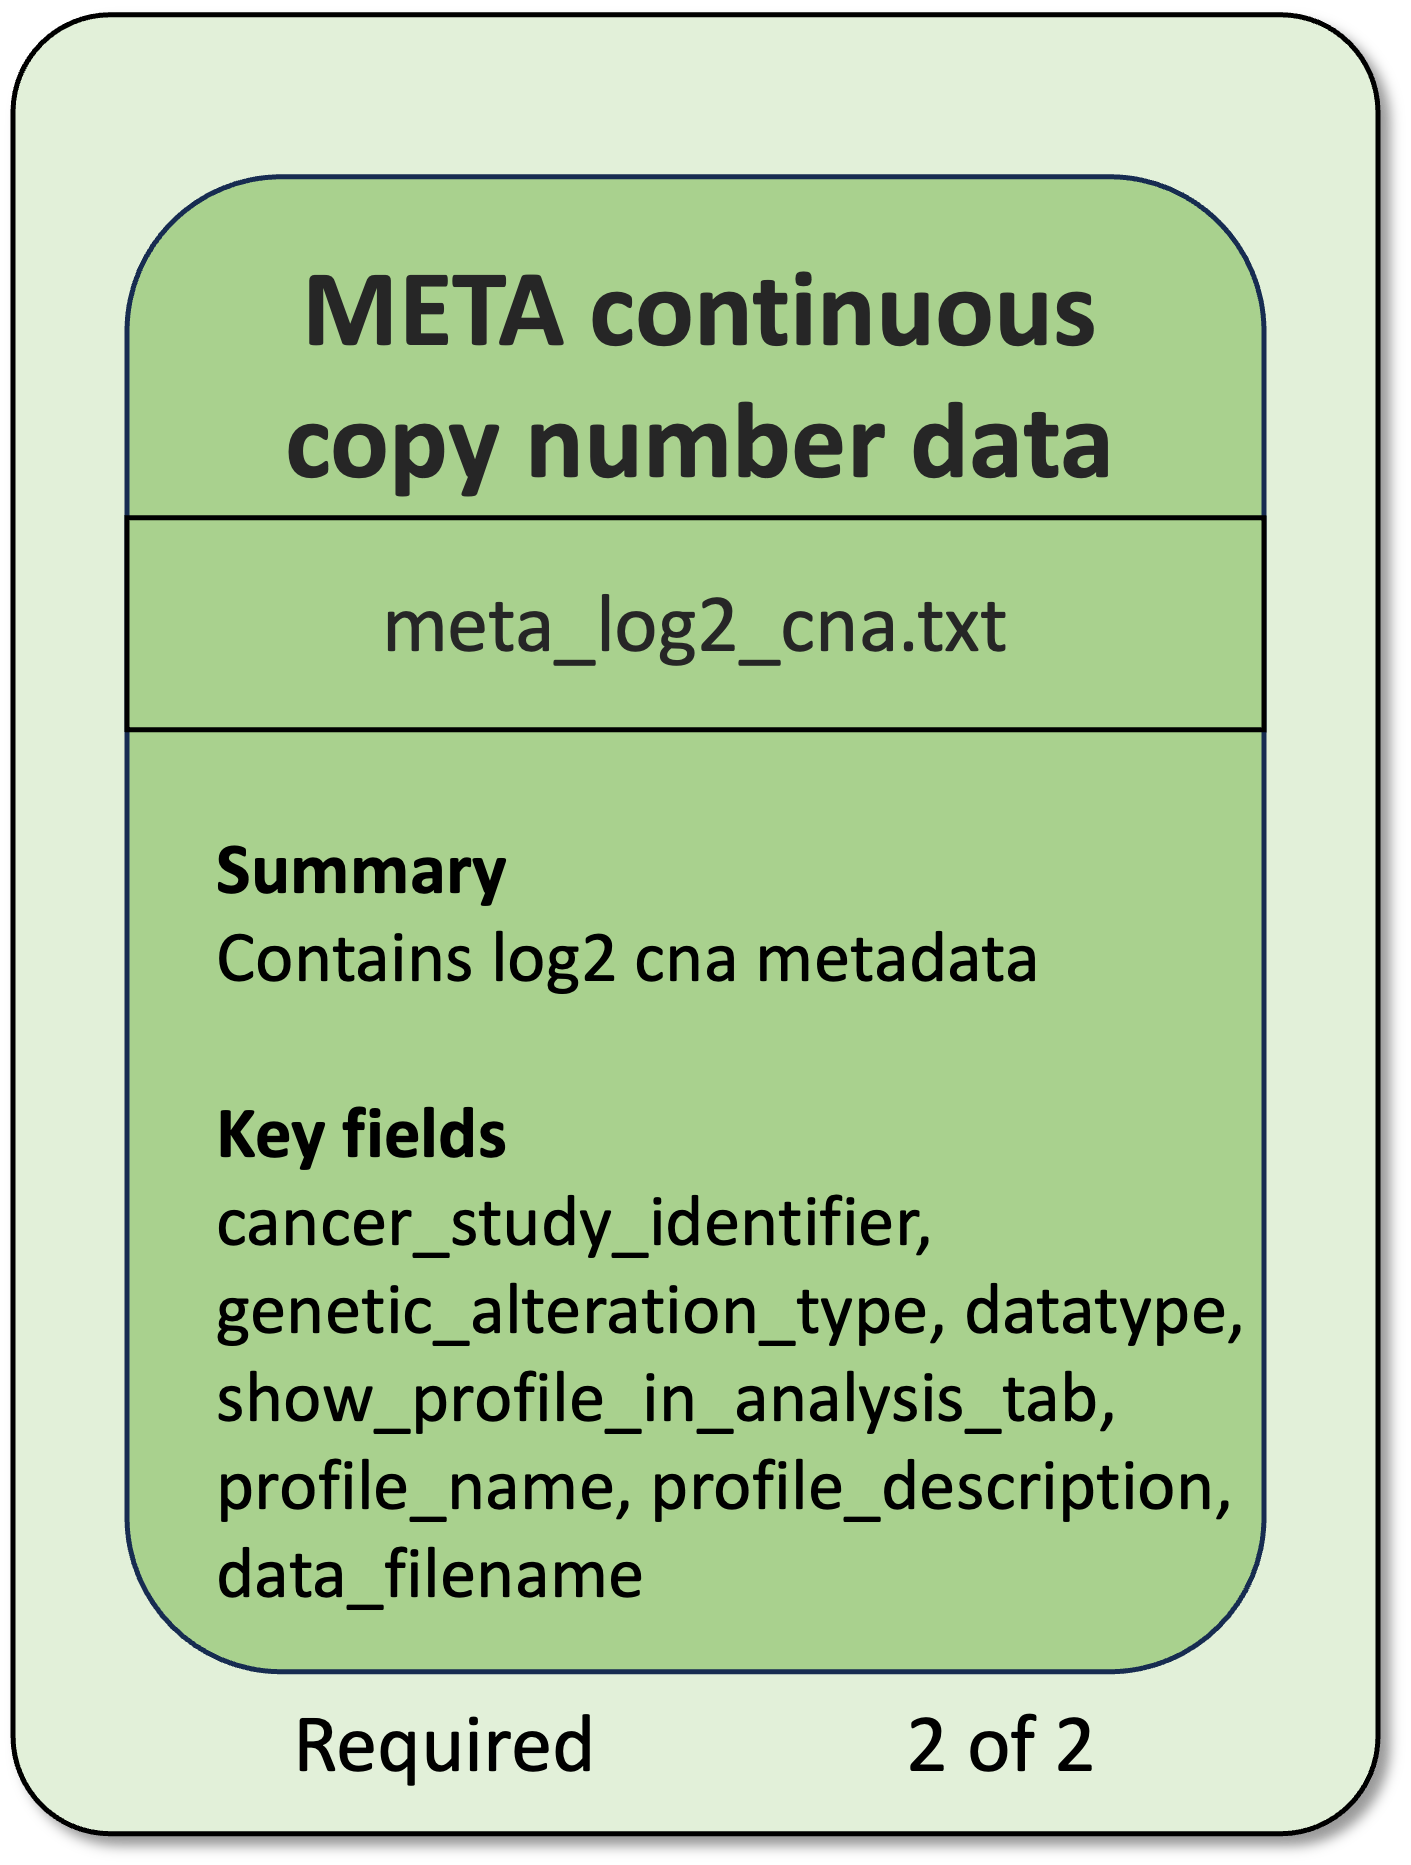 META continuous
copy number data
meta_log2_cna.txt
Summary
Contains log2 cna metadata
Key fields
cancer_study_identifier,
genetic_alteration_type, datatype,
show_profile_in_analysis_tab,
profile_name, profile_description,
data_filename
Required 2 of 2